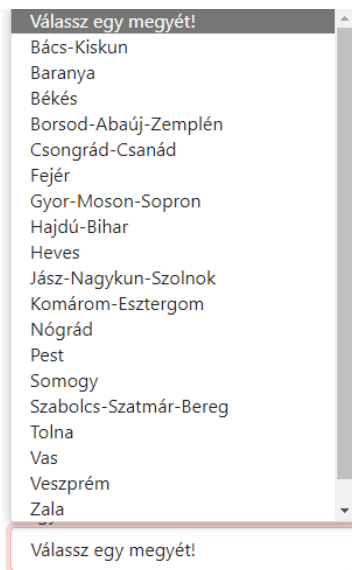 Válassz egy megyét!
Bács-Kiskun
Baranya
Békés
Borsod-Abaúj-Zemplén
Csongrád-Csanád
Fejér
Gyor-Moson-Sopron
Hajdú-Bihar
Heves
Jász-Nagykun-Szolnok
Komárom-Esztergom
Nógrád
Pest
Somogy
Szabolcs-Szatmár-Bereg
Tolna
Vas
Veszprém
Zala
Válassz egy megyét!